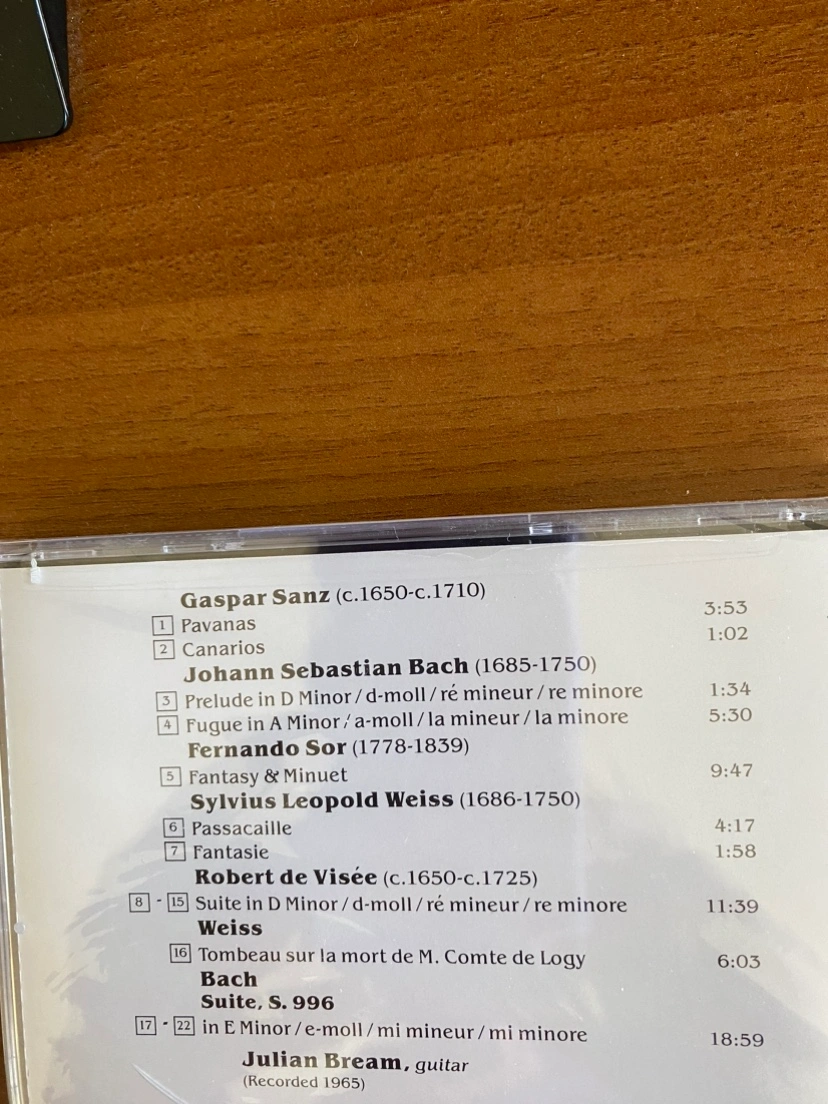 Gaspar Sanz (c.1650-c.1710)
1 Pavanas 3:53
2 Canarios 1:02
Johann Sebastian Bach (1685-1750)
3 Prelude in D Minor / d-moll / ré mineur / re minore 1:34
4 Fugue in A Minor / a-moll / la mineur / la minore 5:30
Fernando Sor (1778-1839)
5 Fantasy & Minuet 9:47
Sylvius Leopold Weiss (1686-1750)
6 Passacaille 4:17
7 Fantasie 1:58
Robert de Visée (c.1650-c.1725)
8 - 15 Suite in D Minor / d-moll / ré mineur / re minore 11:39
Weiss
16 Tombeau sur la mort de M. Comte de Logy 6:03
Bach
Suite, S. 996
17 - 22 in E Minor / e-moll / mi mineur / mi minore 18:59
Julian Bream, guitar
(Recorded 1965)